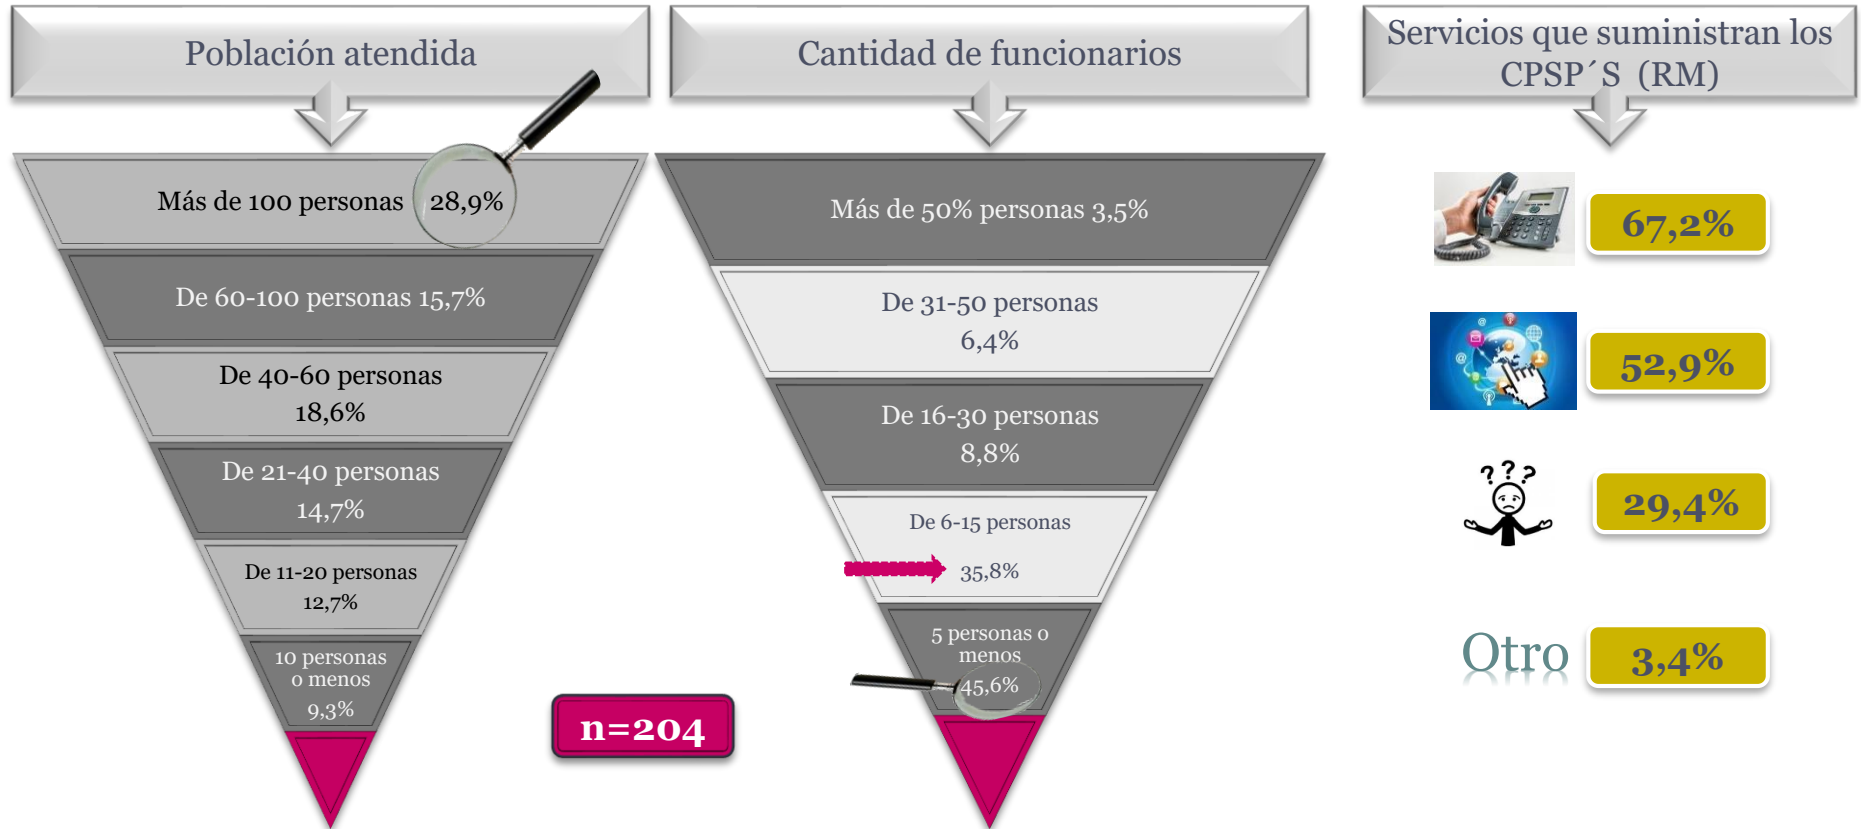 Población atendida
Más de 100 personas 28,9%
De 60-100 personas 15,7%
De 40-60 personas
18,6%
De 21-40 personas
14,7%
De 11-20 personas
12,7%
10 personas
o menos
9,3%
n=204
Cantidad de funcionarios
Más de 50% personas 3,5%
De 31-50 personas
6,4%
De 16-30 personas
8,8%
De 6-15 personas
35,8%
5 personas o
menos
45,6%
Servicios que suministran los
CPSP´S (RM)
67,2%
52,9%
???
29,4%
Otro
3,4%